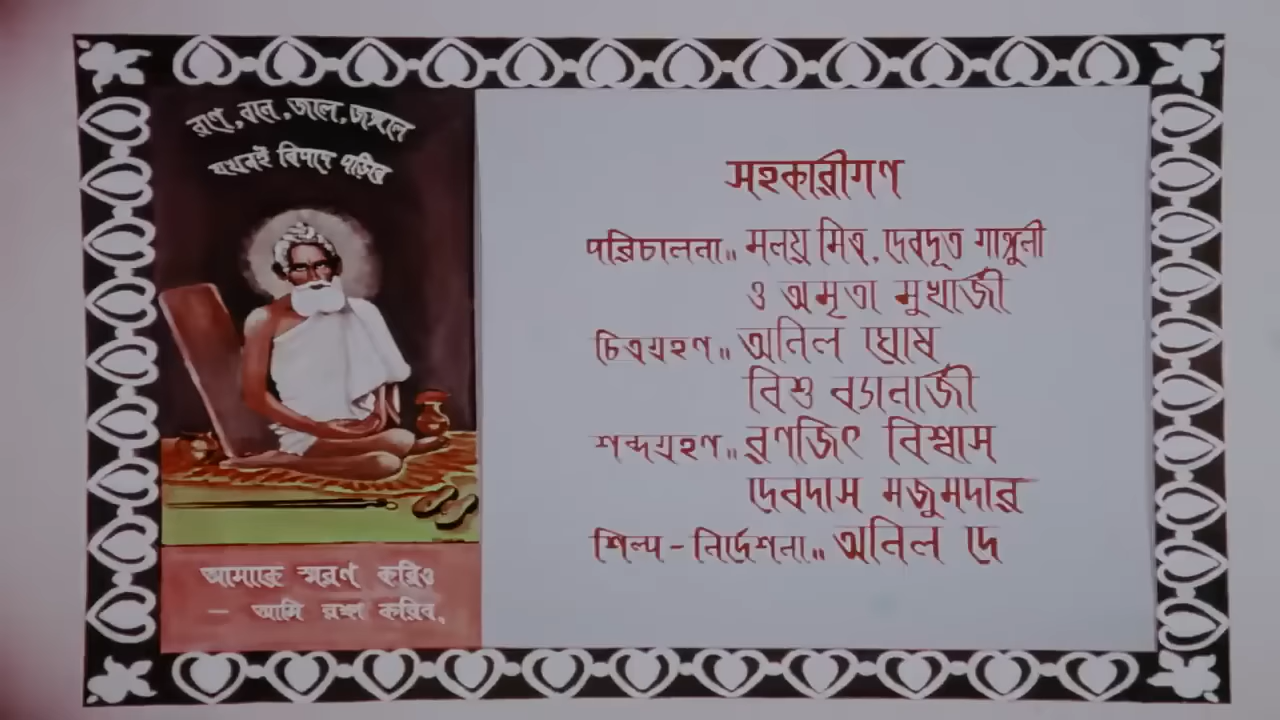 রণে, বনে, জলে, জঙ্গলে
যখনই বিপদে পড়িবে
আমাকে স্মরণ করিও
— আমি রক্ষা করিব.
সহকারীগণ
পরিচালনা,, মলয় মিত্র, দেবদূত গাঙ্গুলী
ও অমৃতা মুখার্জী
চিত্রগ্রহণ,, অনিল ঘোষ
বিশু ব্যানার্জী
শব্দগ্রহণ,, রণজিৎ বিশ্বাস
দেবদাস মজুমদার
শিল্প - নির্দেশনা,, অনিল দে